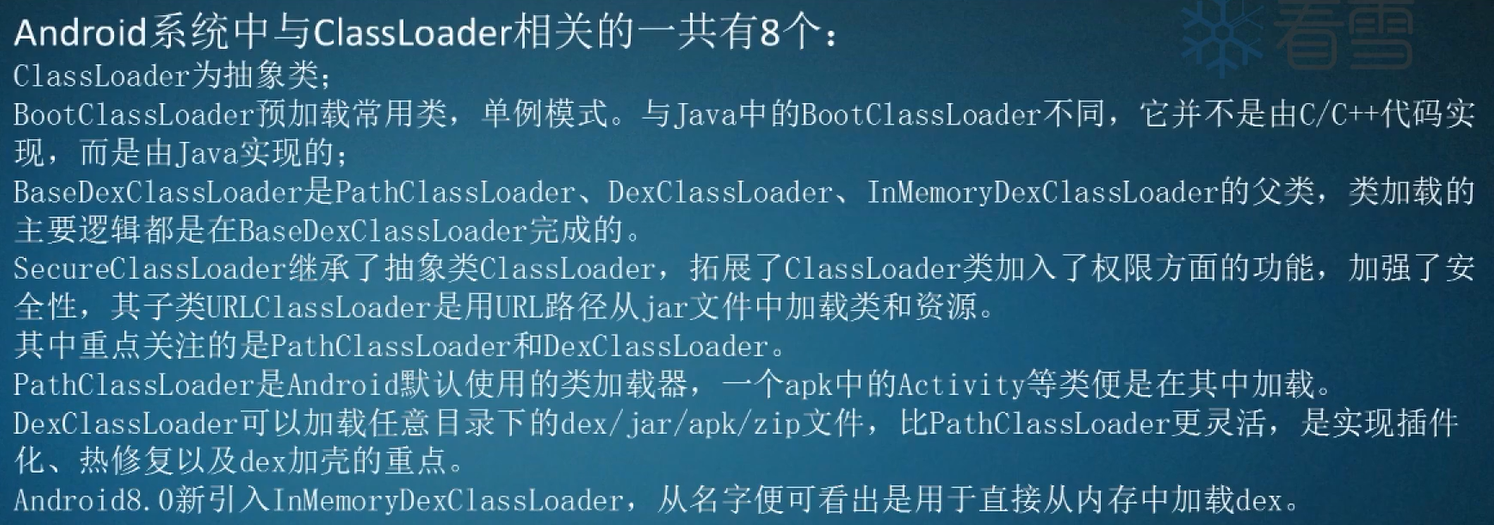 看雪
Android系统中与ClassLoader相关的一共有8个：
ClassLoader为抽象类；
BootClassLoader预加载常用类，单例模式。与Java中的BootClassLoader不同，它并不是由C/C++代码实
现，而是由Java实现的；
BaseDexClassLoader是PathClassLoader、DexClassLoader、InMemoryDexClassLoader的父类，类加载的
主要逻辑都是在BaseDexClassLoader完成的。
SecureClassLoader继承了抽象类ClassLoader，拓展了ClassLoader类加入了权限方面的功能，加强了安
全性，其子类URLClassLoader是用URL路径从jar文件中加载类和资源。
其中重点关注的是PathClassLoader和DexClassLoader。
PathClassLoader是Android默认使用的类加载器，一个apk中的Activity等类便是在其中加载。
DexClassLoader可以加载任意目录下的dex/jar/apk/zip文件，比PathClassLoader更灵活，是实现插件
化、热修复以及dex加壳的重点。
Android8.0新引入InMemoryDexClassLoader，从名字便可看出是用于直接从内存中加载dex。